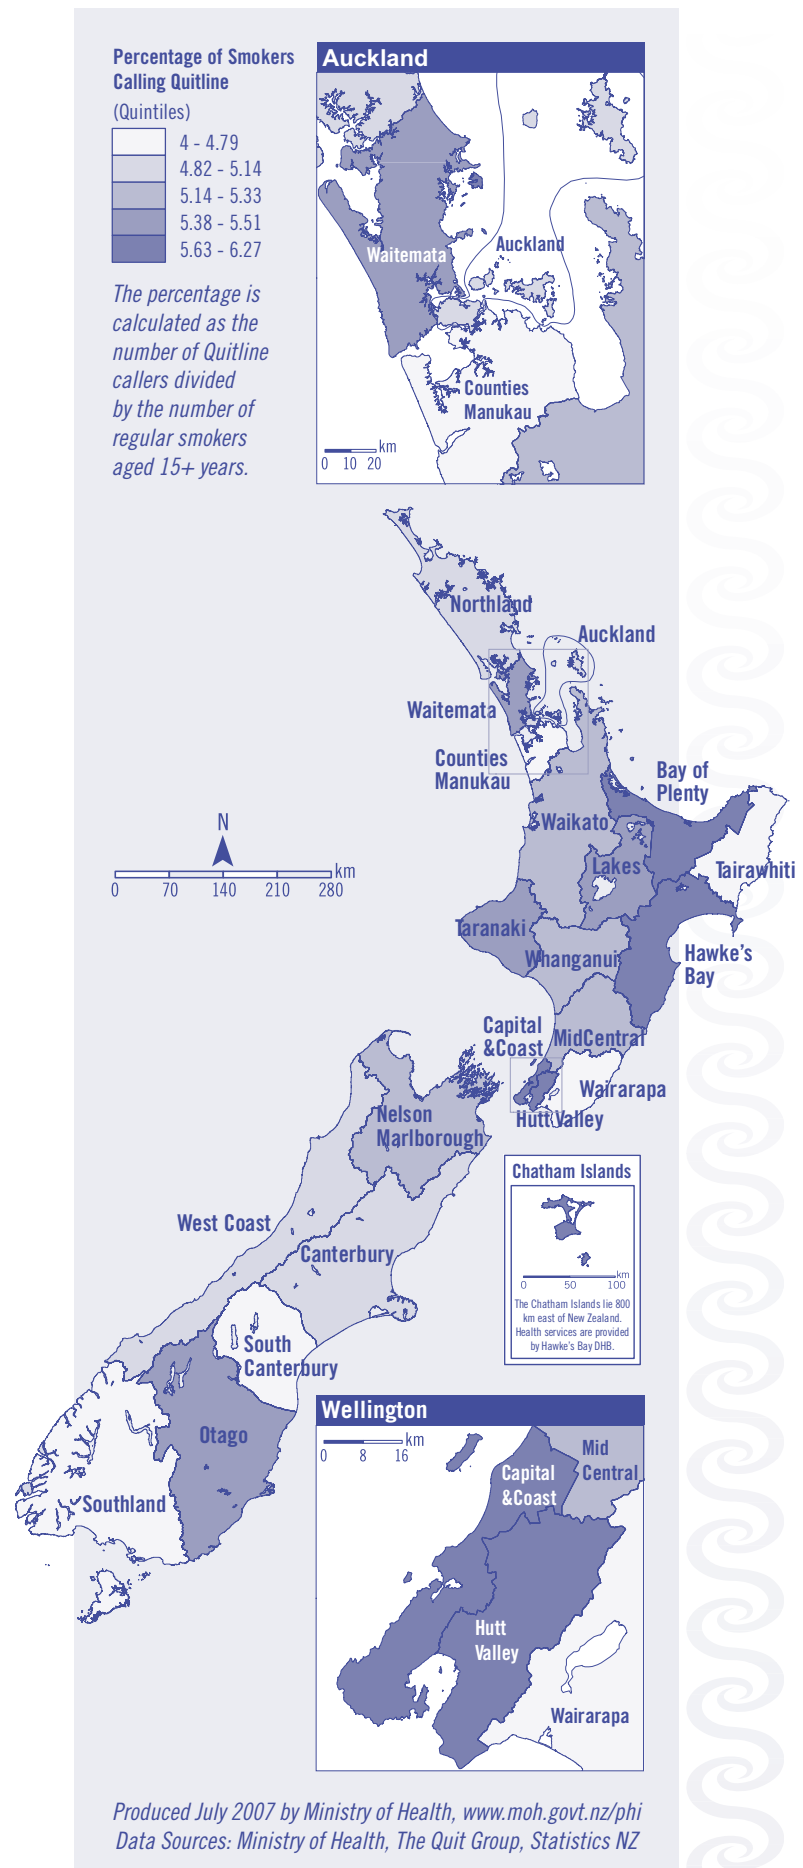 Percentage of Smokers
Calling Quitline
(Quintiles)
4 - 4.79
4.82 - 5.14
5.14 - 5.33
5.38 - 5.51
5.63 - 6.27
The percentage is
calculated as the
number of Quitline
callers divided
by the number of
regular smokers
aged 15+ years.
Auckland
Waitemata
Auckland
Counties
Manukau
km
0 10 20
Northland
Auckland
Waitemata
Counties
Manukau
Bay of
Plenty
Waikato
Lakes
Tairawhiti
N
km
0 70 140 210 280
Taranaki
Whanganui
Hawke's
Bay
Capital
&Coast
MidCentral
Wairarapa
Hutt Valley
Nelson
Marlborough
West Coast
Canterbury
South
Canterbury
Otago
Southland
Chatham Islands
km
0 50 100
The Chatham Islands lie 800
km east of New Zealand.
Health services are provided
by Hawke's Bay DHB.
Wellington
km
0 8 16
Mid
Central
Capital
&Coast
Hutt
Valley
Wairarapa
Produced July 2007 by Ministry of Health, www.moh.govt.nz/phi
Data Sources: Ministry of Health, The Quit Group, Statistics NZ